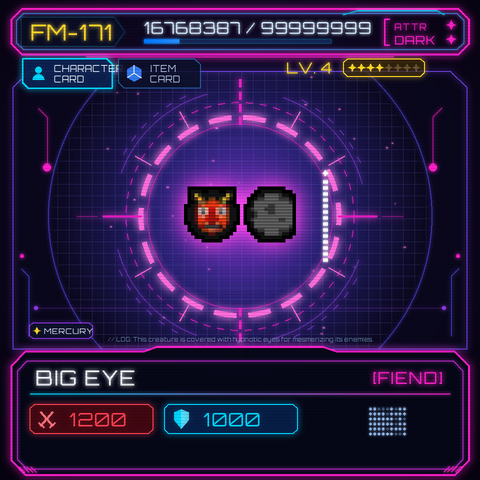 FM-171
16768387 / 99999999
ATTR
DARK
CHARACTER
CARD
ITEM
CARD
LV. 4
MERCURY
// LOG: This creature is covered with hypnotic eyes for mesmerizing its enemies.
BIG EYE
[FIEND]
1200
1000